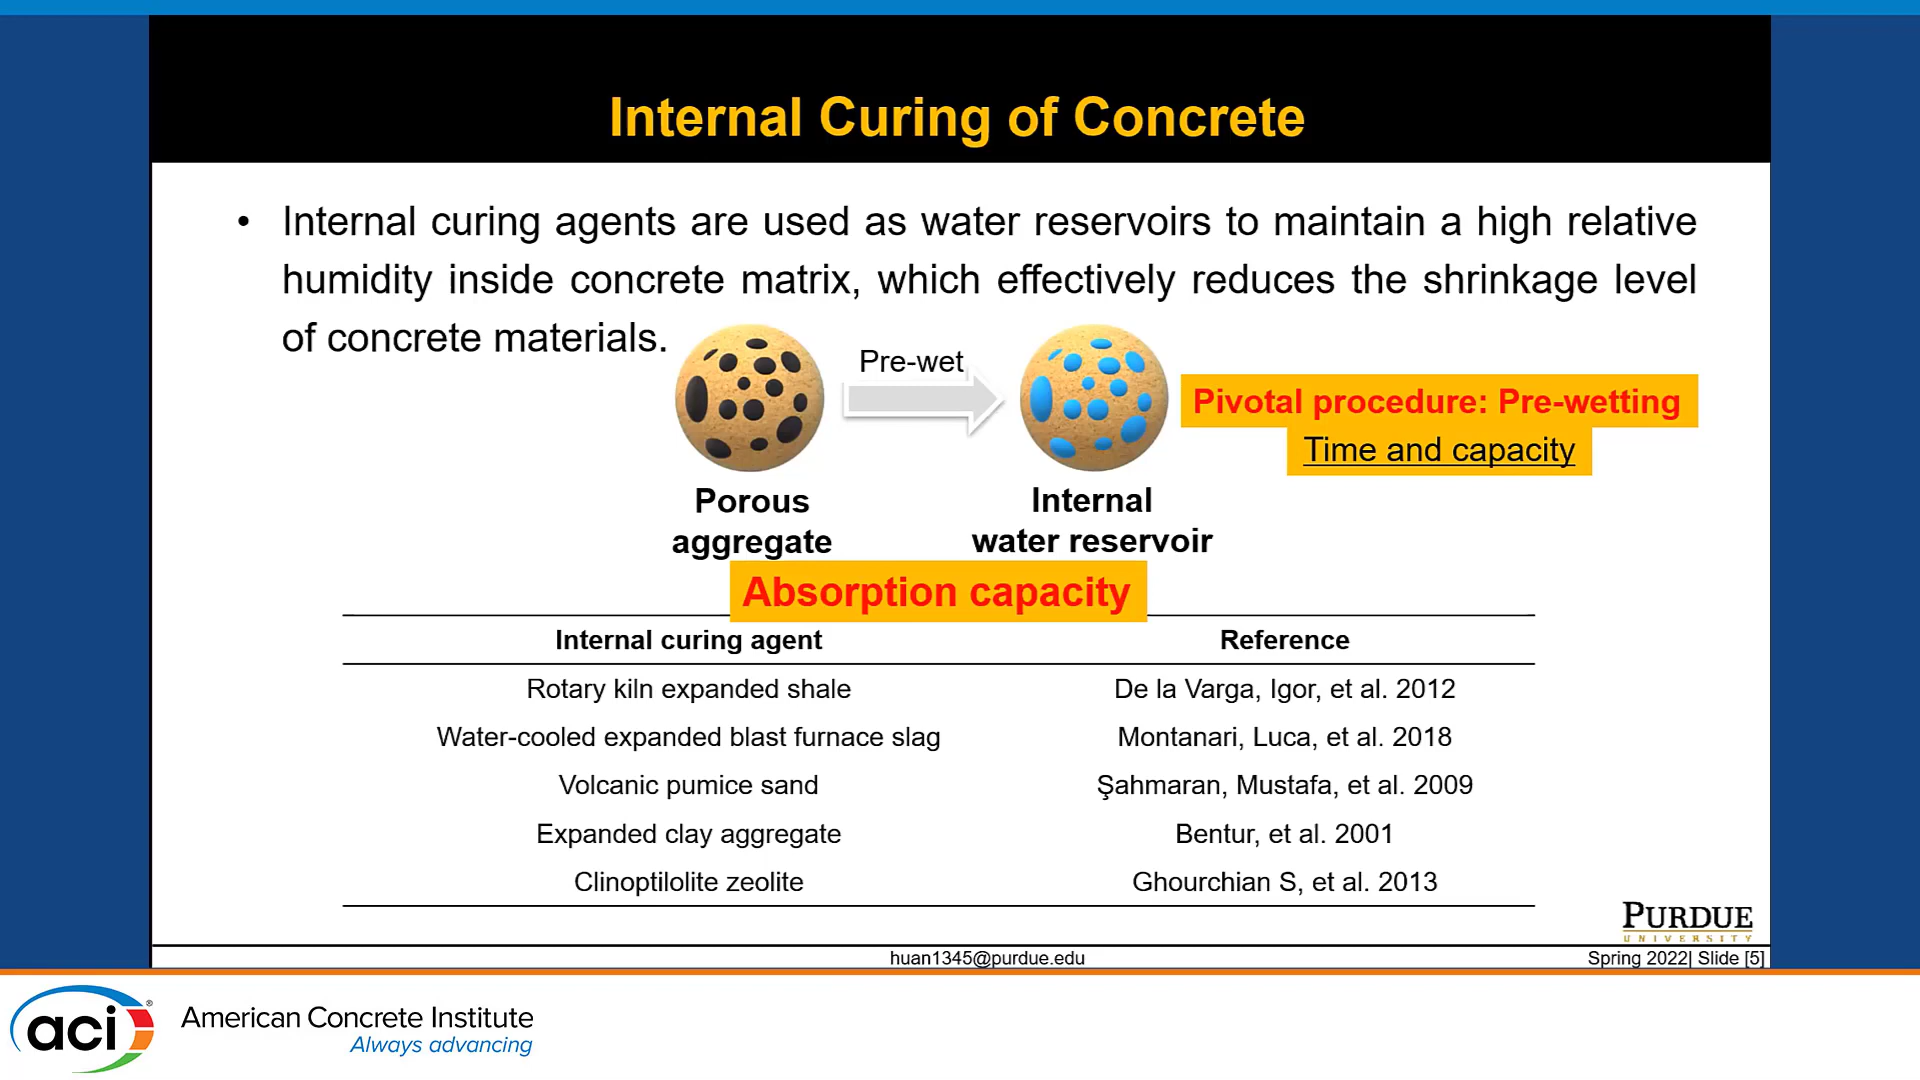 Internal Curing of Concrete
• Internal curing agents are used as water reservoirs to maintain a high relative
humidity inside concrete matrix, which effectively reduces the shrinkage level
of concrete materials.
Pre-wet
Pivotal procedure: Pre-wetting
Time and capacity
Porous
aggregate
Internal
water reservoir
Absorption capacity
Internal curing agent Reference
Rotary kiln expanded shale De la Varga, Igor, et al. 2012
Water-cooled expanded blast furnace slag Montanari, Luca, et al. 2018
Volcanic pumice sand Şahmaran, Mustafa, et al. 2009
Expanded clay aggregate Bentur, et al. 2001
Clinoptilolite zeolite Ghourchian S, et al. 2013
PURDUE
UNIVERSITY
huan1345@purdue.edu
Spring 2022| Slide [5]
aci®
American Concrete Institute
Always advancing